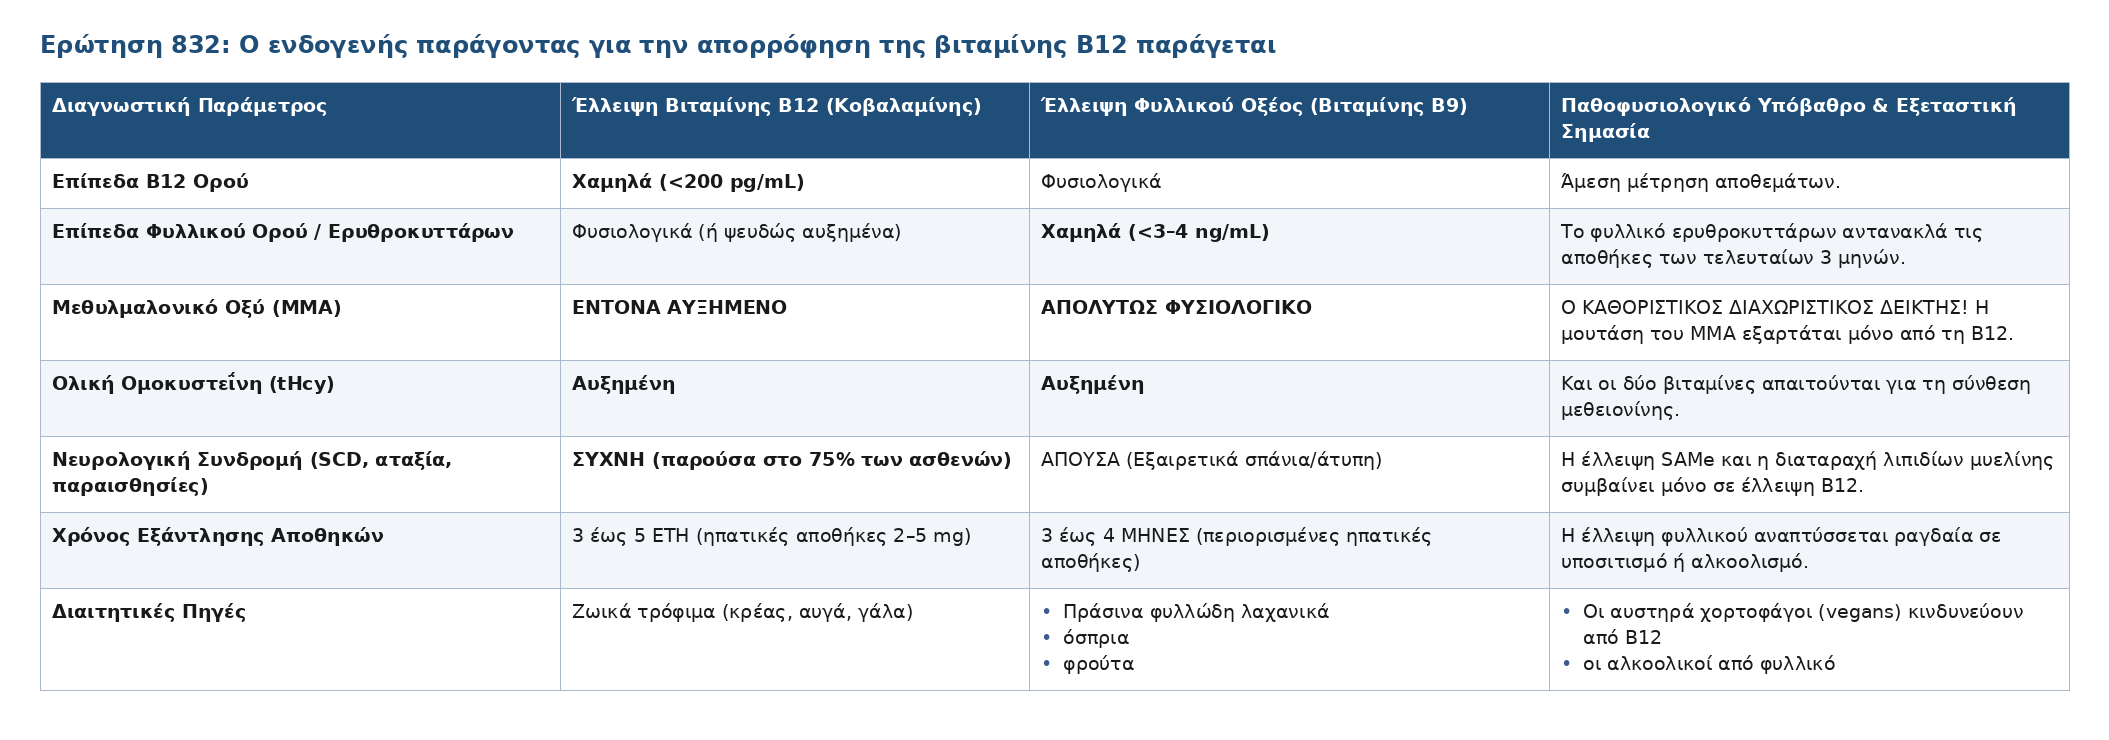 Ερώτηση 832: Ο ενδογενής παράγοντας για την απορρόφηση της βιταμίνης Β12 παράγεται
Διαγνωστική Παράμετρος
Έλλειψη Βιταμίνης Β12 (Κοβαλαμίνης)
Έλλειψη Φυλλικού Οξέος (Βιταμίνης Β9)
Παθοφυσιολογικό Υπόβαθρο & Εξεταστική
Σημασία
Επίπεδα Β12 Ορού
Χαμηλά (<200 pg/mL)
Φυσιολογικά
Άμεση μέτρηση αποθεμάτων.
Επίπεδα Φυλλικού Ορού / Ερυθροκυττάρων
Φυσιολογικά (ή ψευδώς αυξημένα)
Χαμηλά (<3–4 ng/mL)
Το φυλλικό ερυθροκυττάρων αντανακλά τις
αποθήκες των τελευταίων 3 μηνών.
Μεθυλμαλονικό Οξύ (MMA)
ΕΝΤΟΝΑ ΑΥΞΗΜΕΝΟ
ΑΠΟΛΥΤΩΣ ΦΥΣΙΟΛΟΓΙΚΟ
Ο ΚΑΘΟΡΙΣΤΙΚΟΣ ΔΙΑΧΩΡΙΣΤΙΚΟΣ ΔΕΙΚΤΗΣ! Η
μουτάση του MMA εξαρτάται μόνο από τη Β12.
Ολική Ομοκυστεΐνη (tHcy)
Αυξημένη
Αυξημένη
Και οι δύο βιταμίνες απαιτούνται για τη σύνθεση
μεθειονίνης.
Νευρολογική Συνδρομή (SCD, αταξία,
παραισθησίες)
ΣΥΧΝΗ (παρούσα στο 75% των ασθενών)
ΑΠΟΥΣΑ (Εξαιρετικά σπάνια/άτυπη)
Η έλλειψη SAMe και η διαταραχή λιπιδίων μυελίνης
συμβαίνει μόνο σε έλλειψη Β12.
Χρόνος Εξάντλησης Αποθηκών
3 έως 5 ΕΤΗ (ηπατικές αποθήκες 2–5 mg)
3 έως 4 ΜΗΝΕΣ (περιορισμένες ηπατικές
αποθήκες)
Η έλλειψη φυλλικού αναπτύσσεται ραγδαία σε
υποσιτισμό ή αλκοολισμό.
Διαιτητικές Πηγές
Ζωικά τρόφιμα (κρέας, αυγά, γάλα)
• Πράσινα φυλλώδη λαχανικά
• όσπρια
• φρούτα
• Οι αυστηρά χορτοφάγοι (vegans) κινδυνεύουν
από Β12
• οι αλκοολικοί από φυλλικό